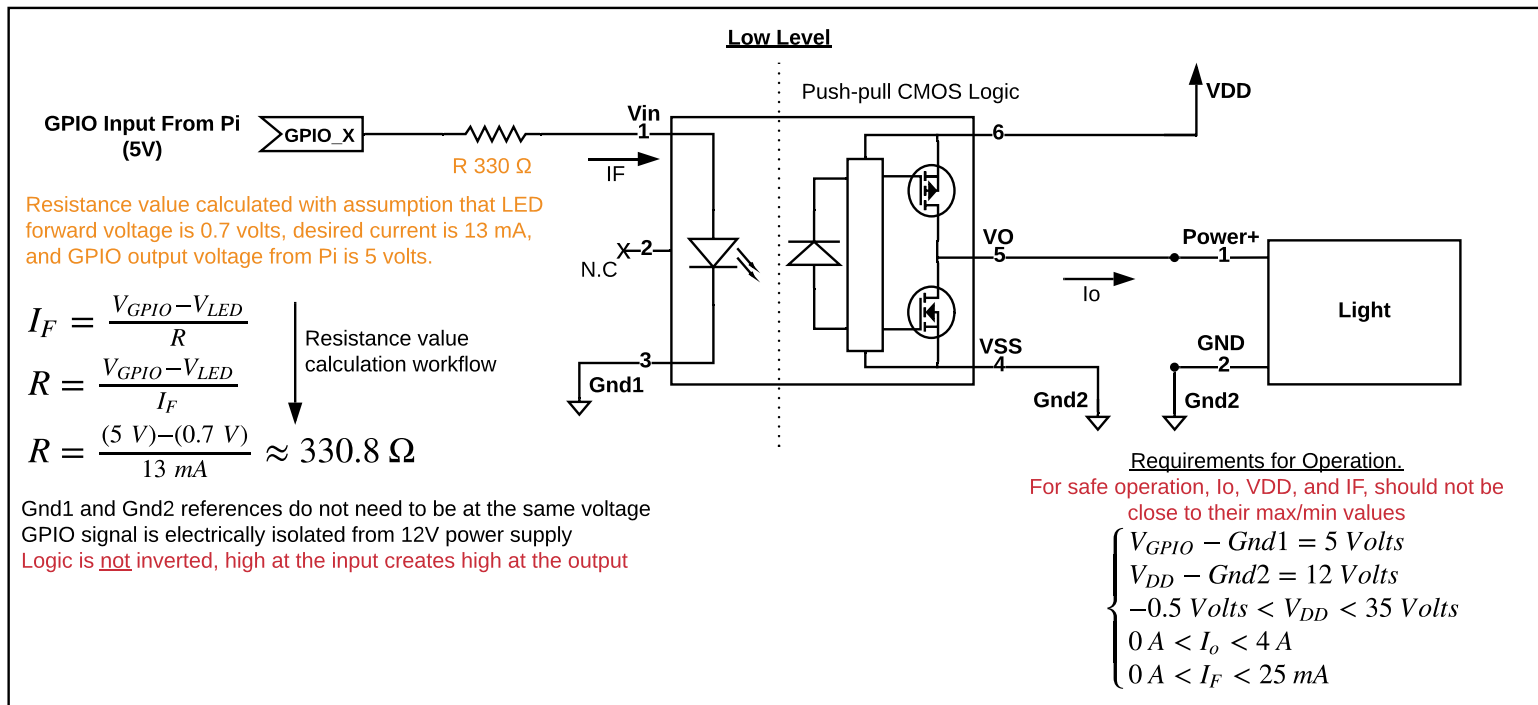 Low Level
Push-pull CMOS Logic
VDD
GPIO Input From Pi
(5V)
GPIO_X
R 330 Ω
Vin
1
IF
6
Resistance value calculated with assumption that LED
forward voltage is 0.7 volts, desired current is 13 mA,
and GPIO output voltage from Pi is 5 volts.
X
2
N.C
VO
5
Io
Power+
1
Light
I_F = (V_GPIO − V_LED) / R
R = (V_GPIO − V_LED) / I_F
R = ((5 V)−(0.7 V)) / (13 mA) ≈ 330.8 Ω
Resistance value
calculation workflow
3
Gnd1
VSS
4
Gnd2
GND
2
Gnd2
Gnd1 and Gnd2 references do not need to be at the same voltage
GPIO signal is electrically isolated from 12V power supply
Logic is not inverted, high at the input creates high at the output
Requirements for Operation.
For safe operation, Io, VDD, and IF, should not be
close to their max/min values
V_GPIO − Gnd1 = 5 Volts
V_DD − Gnd2 = 12 Volts
−0.5 Volts < V_DD < 35 Volts
0 A < I_o < 4 A
0 A < I_F < 25 mA